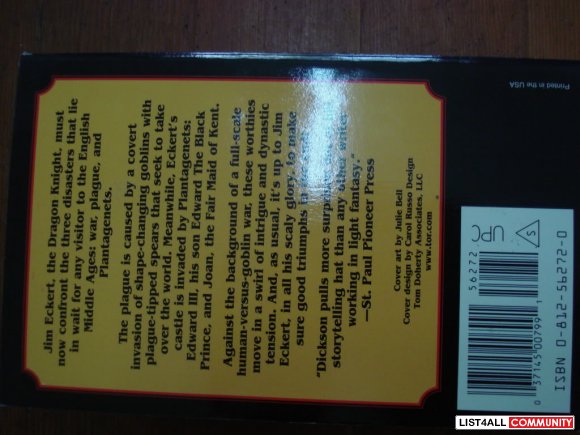 Jim Eckert, the Dragon Knight, must
now confront the three disasters that lie
in wait for any visitor to the English
Middle Ages: war, plague, and
Plantagenets.
The plague is caused by a covert
invasion of shape-changing goblins with
plague-tipped spears that seek to take
over the world. Meanwhile, Eckert's
castle is invaded by Plantagenets:
Edward III, his son Edward The Black
Prince, and Joan, the Fair Maid of Kent.
Against the background of a full-scale
human-versus-goblin war, these worthies
move in a swirl of intrigue and dynastic
tension. And, as usual, it's up to Jim
Eckert, in all his scaly glory, to make
sure good triumphs
"Dickson pulls more surprises
storytelling hat than any other writer
working in light fantasy."
—St. Paul Pioneer Press
Cover art by Julie Bell
Cover design by Carol Russo Design
Tom Doherty Associates, LLC
www.tor.com
Printed in the USA
S
UPC
56272
0 37145 00799 1
ISBN 0-812-56272-0
LIST4ALL COMMUNITY